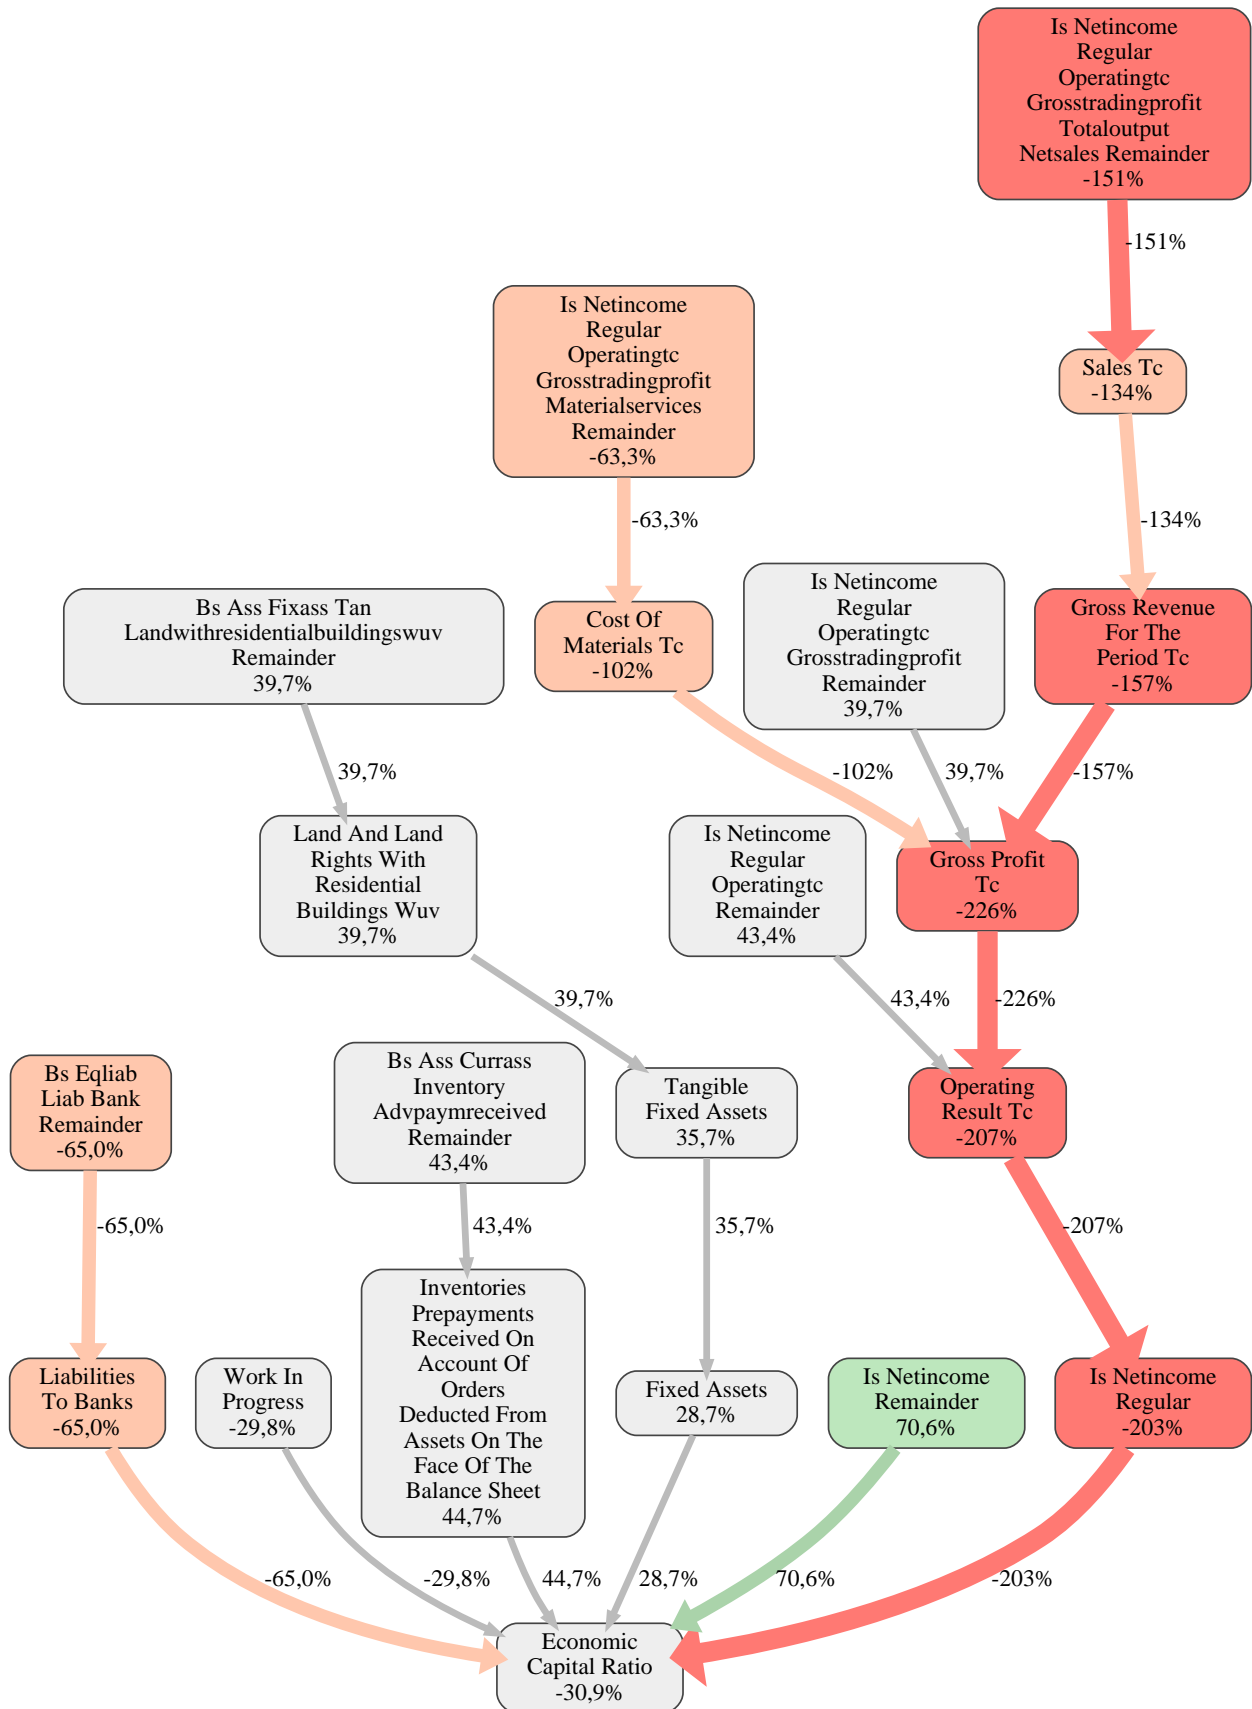 Is Netincome
Regular
Operatingtc
Grosstradingprofit
Totaloutput
Netsales Remainder
-151%
-151%
Is Netincome
Regular
Operatingtc
Grosstradingprofit
Materialservices
Remainder
-63,3%
Sales Tc
-134%
-63,3%
-134%
Bs Ass Fixass Tan
Landwithresidentialbuildingswuv
Remainder
39,7%
Cost Of
Materials Tc
-102%
Is Netincome
Regular
Operatingtc
Grosstradingprofit
Remainder
39,7%
Gross Revenue
For The
Period Tc
-157%
39,7%
-102%
39,7%
-157%
Land And Land
Rights With
Residential
Buildings Wuv
39,7%
Is Netincome
Regular
Operatingtc
Remainder
43,4%
Gross Profit
Tc
-226%
39,7%
43,4%
-226%
Bs Eqliab
Liab Bank
Remainder
-65,0%
Bs Ass Currass
Inventory
Advpaymreceived
Remainder
43,4%
Tangible
Fixed Assets
35,7%
Operating
Result Tc
-207%
-65,0%
43,4%
35,7%
-207%
Liabilities
To Banks
-65,0%
Work In
Progress
-29,8%
Inventories
Prepayments
Received On
Account Of
Orders
Deducted From
Assets On The
Face Of The
Balance Sheet
44,7%
Fixed Assets
28,7%
Is Netincome
Remainder
70,6%
Is Netincome
Regular
-203%
-65,0%
-29,8%
44,7%
28,7%
70,6%
-203%
Economic
Capital Ratio
-30,9%